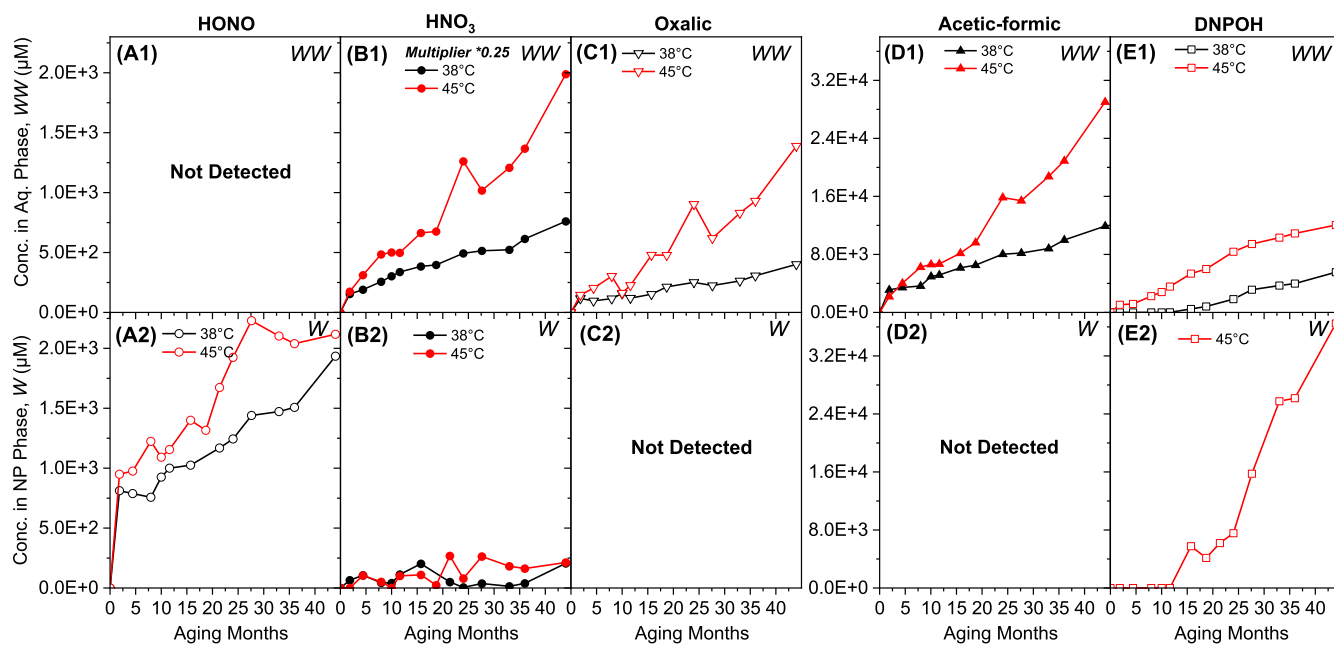 HONO
HNO3
Oxalic
Acetic-formic
DNPOH
Conc. in Aq. Phase, WW (μM)
2.0E+3
1.5E+3
1.0E+3
5.0E+2
0.0E+0
(A1)
WW
Not Detected
(B1)
Multiplier *0.25
WW
38°C
45°C
(C1)
WW
38°C
45°C
3.2E+4
2.4E+4
1.6E+4
8.0E+3
0.0E+0
(D1)
WW
38°C
45°C
(E1)
WW
38°C
45°C
Conc. in NP Phase, W (μM)
2.0E+3
1.5E+3
1.0E+3
5.0E+2
0.0E+0
(A2)
W
38°C
45°C
(B2)
W
38°C
45°C
(C2)
W
Not Detected
3.2E+4
2.4E+4
1.6E+4
8.0E+3
0.0E+0
(D2)
W
Not Detected
(E2)
W
45°C
0 5 10 15 20 25 30 35 40
0 5 10 15 20 25 30 35 40
0 5 10 15 20 25 30 35 40
0 5 10 15 20 25 30 35 40
0 5 10 15 20 25 30 35 40
Aging Months
Aging Months
Aging Months
Aging Months
Aging Months